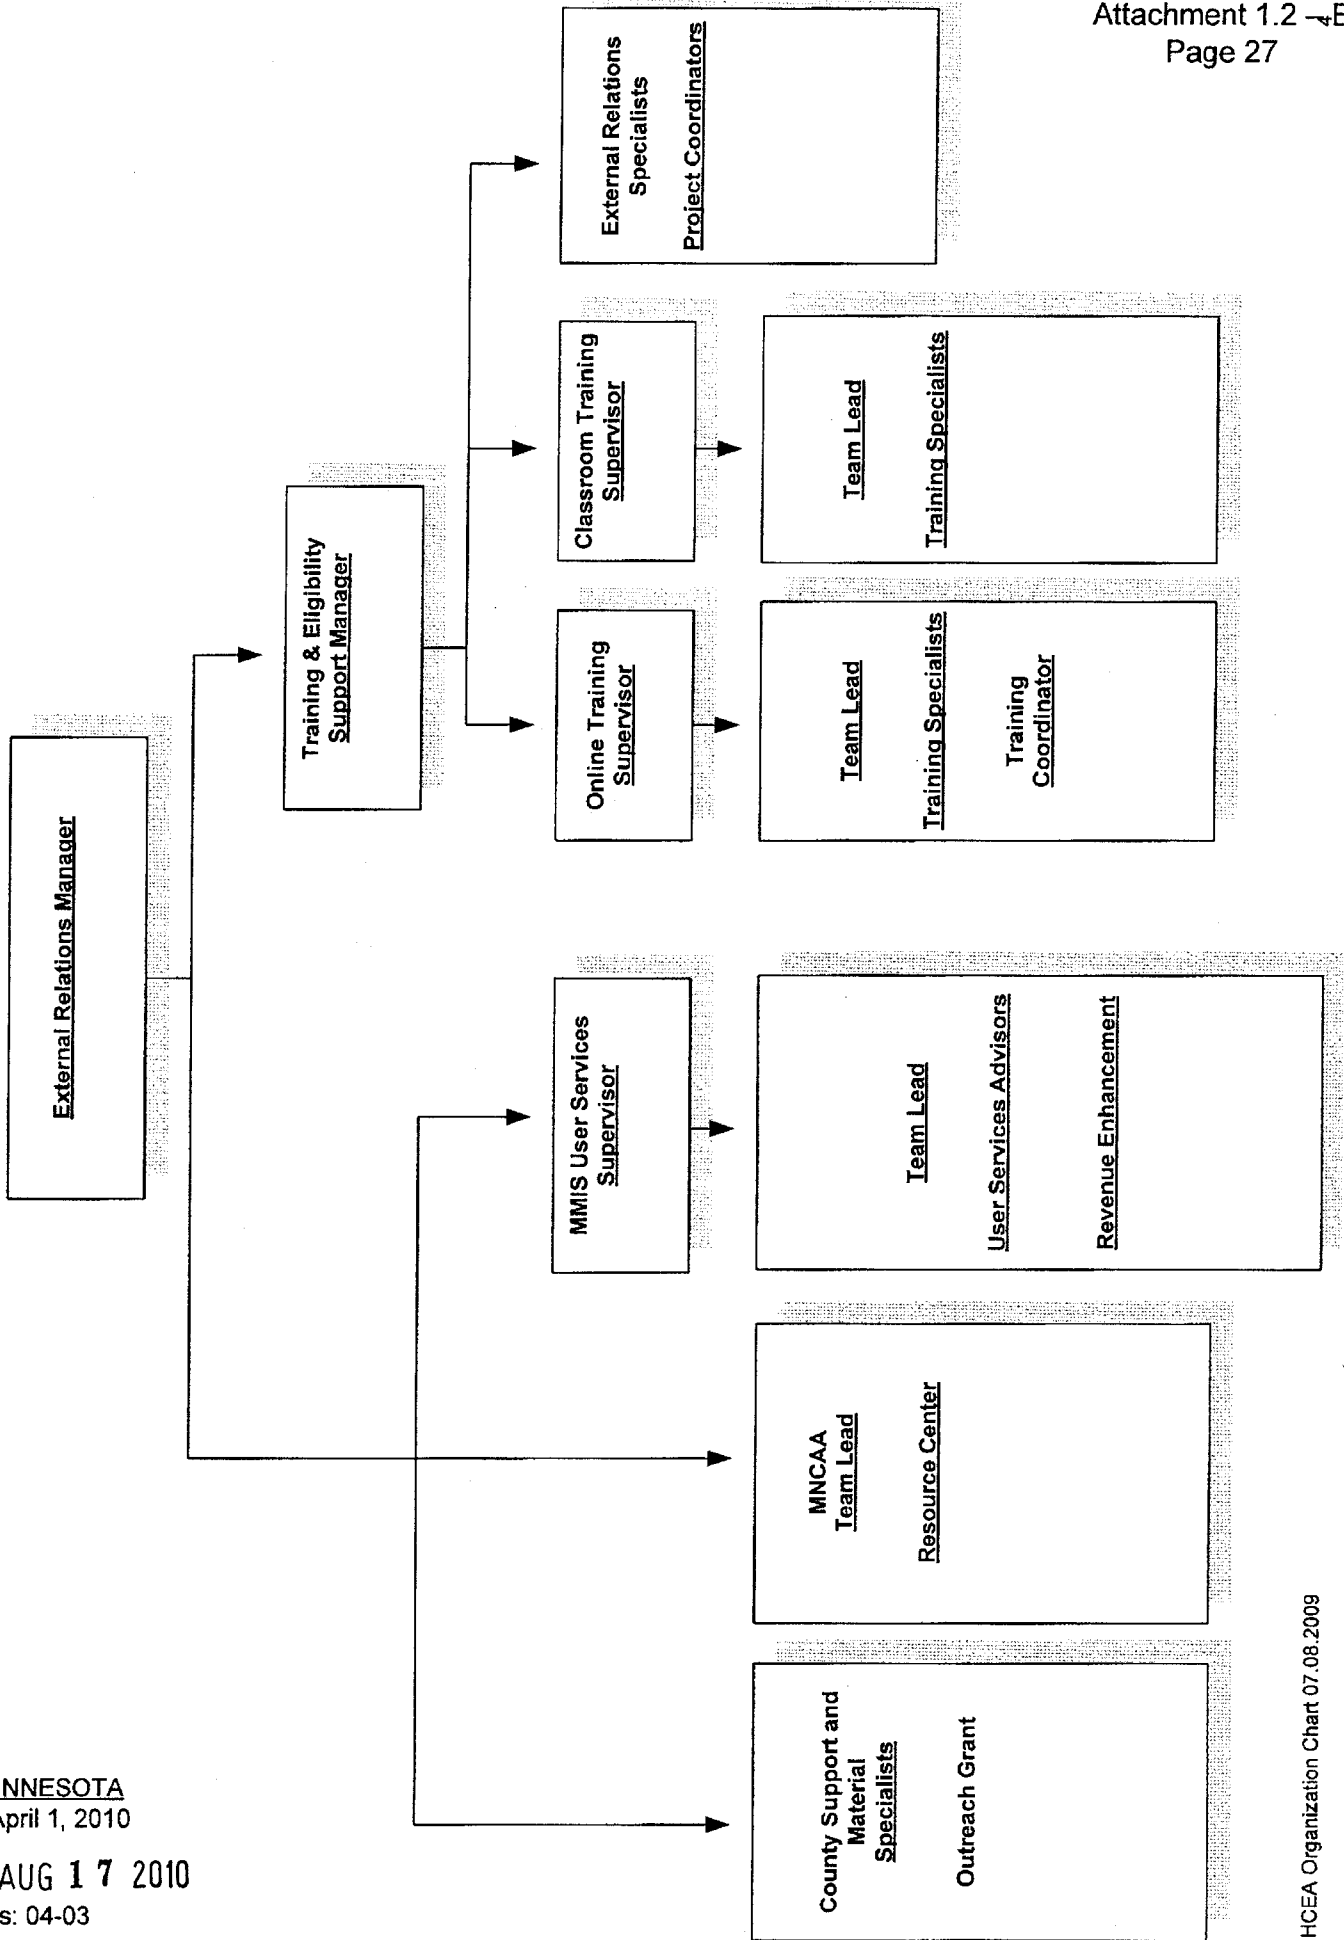 Attachment 1.2 –4B
Page 27
External Relations Manager
Training & Eligibility
Support Manager
External Relations
Specialists
Project Coordinators
Classroom Training
Supervisor
Team Lead
Training Specialists
Online Training
Supervisor
Team Lead
Training Specialists
Training
Coordinator
MMIS User Services
Supervisor
Team Lead
User Services Advisors
Revenue Enhancement
MNCAA
Team Lead
Resource Center
County Support and
Material
Specialists
Outreach Grant
NNESOTA
April 1, 2010
AUG 17 2010
s: 04-03
HCEA Organization Chart 07.08.2009